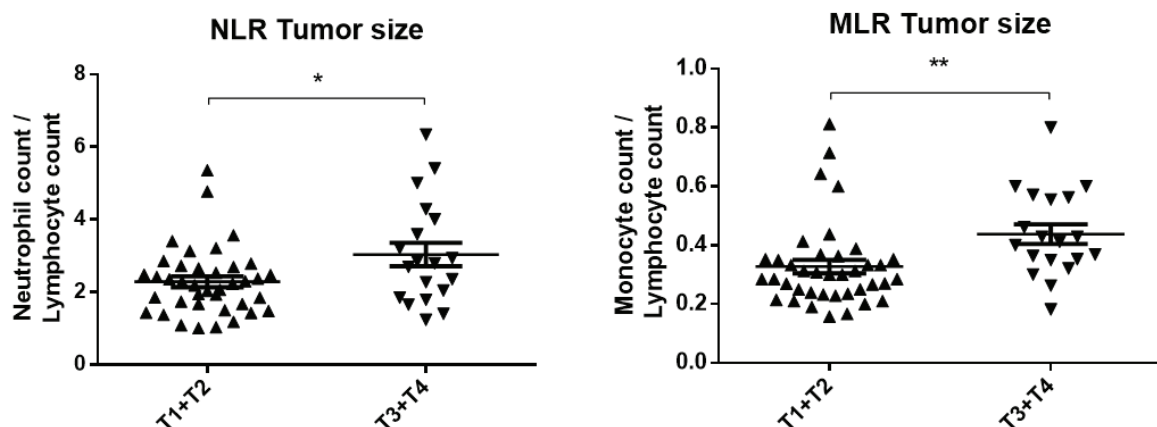 NLR Tumor size
Neutrophil count /
Lymphocyte count
8
6
4
2
0
*
T1+T2
T3+T4
MLR Tumor size
Monocyte count /
Lymphocyte count
1.0
0.8
0.6
0.4
0.2
0.0
**
T1+T2
T3+T4